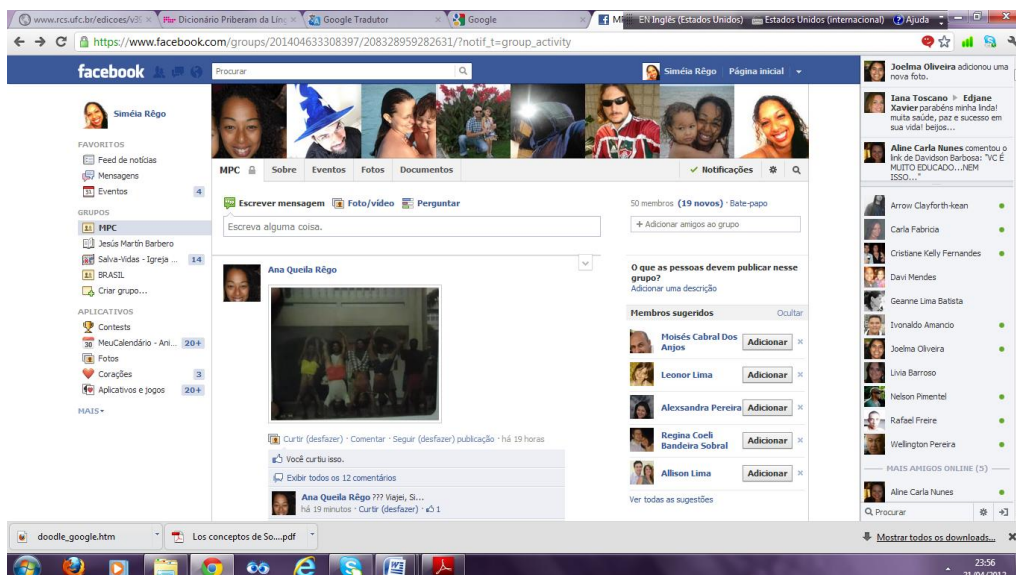 www.rcs.ufc.br/edicoes/v3
Dicionário Priberam da Lín
Google Tradutor
Google
EN Inglês (Estados Unidos)
Estados Unidos (internacional)
Ajuda
https://www.facebook.com/groups/201404633308397/208328959282631/?notif_t=group_activity
facebook
Procurar
Siméia Rêgo
Página inicial
Siméia Rêgo
FAVORITOS
Feed de notícias
Mensagens
Eventos 4
GRUPOS
MPC
Jesús Martín Barbero
Salva-Vidas - Igreja ... 14
BRASIL
Criar grupo...
APLICATIVOS
Contests
MeuCalendário - Ani... 20+
Fotos
Corações 3
Aplicativos e jogos 20+
MAIS
MPC
Sobre
Eventos
Fotos
Documentos
✓ Notificações
Escrever mensagem
Foto/vídeo
Perguntar
Escreva alguma coisa.
Ana Queila Rêgo
Curtir (desfazer) · Comentar · Seguir (desfazer) publicação · há 19 horas
Você curtiu isso.
Exibir todos os 12 comentários
Ana Queila Rêgo ??? Viajei, Si...
há 19 minutos · Curtir (desfazer) · 1
50 membros (19 novos) · Bate-papo
+ Adicionar amigos ao grupo
O que as pessoas devem publicar nesse
grupo?
Adicionar uma descrição
Membros sugeridos
Ocultar
Moisés Cabral Dos
Anjos
Adicionar ×
Leonor Lima
Adicionar ×
Alexsandra Pereira
Adicionar ×
Regina Coeli
Bandeira Sobral
Adicionar ×
Allison Lima
Adicionar ×
Ver todas as sugestões
Joelma Oliveira adicionou uma
nova foto.
Iana Toscano ▸ Edjane
Xavier parabéns minha linda!
muita saúde, paz e sucesso em
sua vida! beijos...
Aline Carla Nunes comentou o
link de Davidson Barbosa: "VC É
MUITO EDUCADO...NEM
ISSO..."
Arrow Clayforth-kean
Carla Fabricia
Cristiane Kelly Fernandes
Davi Mendes
Geanne Lima Batista
Ivonaldo Amancio
Joelma Oliveira
Livia Barroso
Nelson Pimentel
Rafael Freire
Wellington Pereira
MAIS AMIGOS ONLINE (5)
Aline Carla Nunes
Procurar
doodle_google.htm
Los conceptos de So....pdf
Mostrar todos os downloads...
23:56
21/04/2012